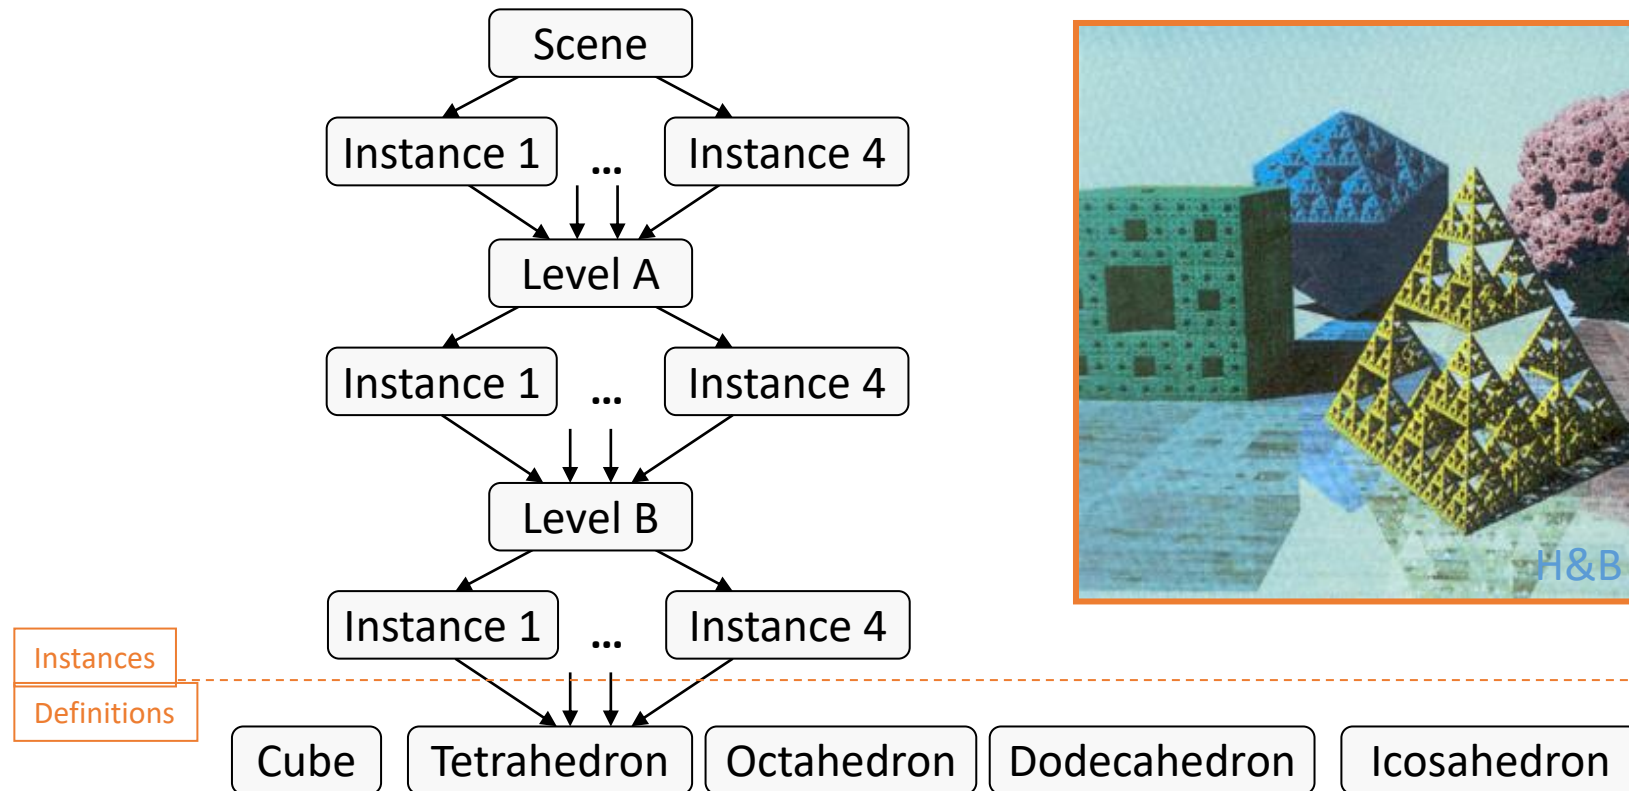 Scene
Instance 1 ... Instance 4
Level A
Instance 1 ... Instance 4
Level B
Instance 1 ... Instance 4
Instances
Definitions
Cube Tetrahedron Octahedron Dodecahedron Icosahedron
H&B